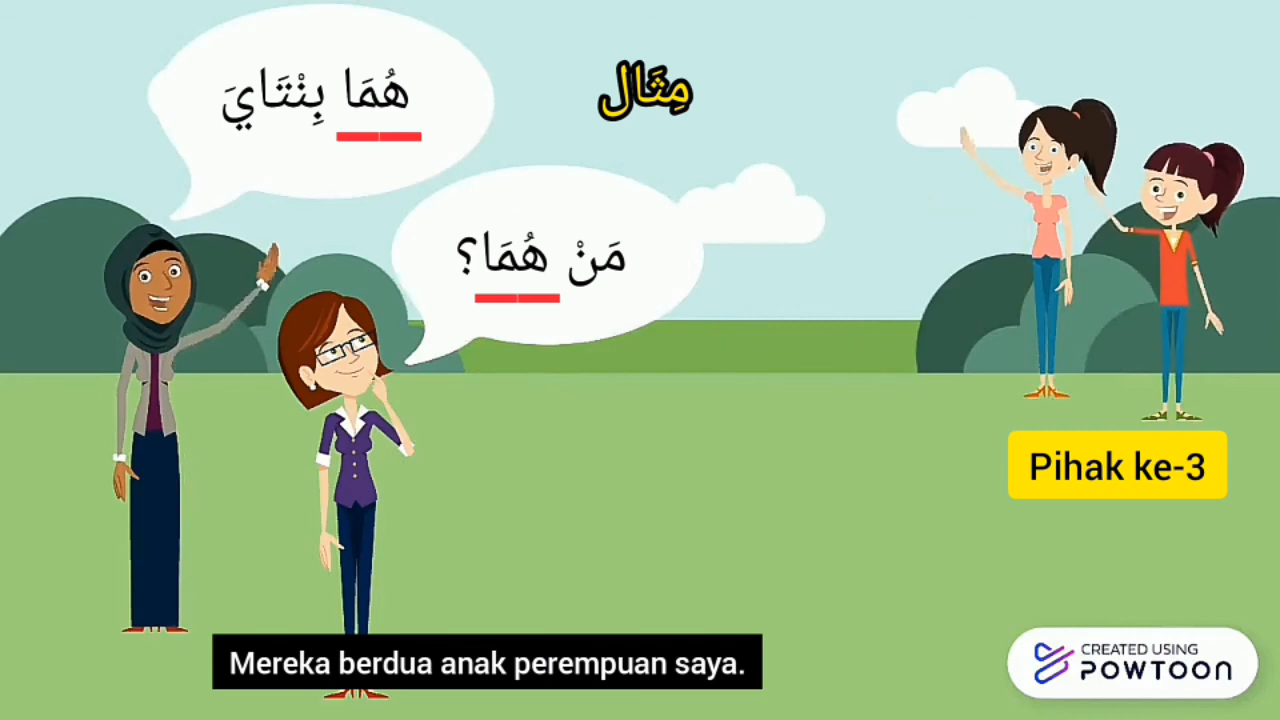 مِثَال
هُمَا بِنْتَايَ
مَنْ هُمَا؟
Pihak ke-3
Mereka berdua anak perempuan saya.
CREATED USING
POWTOON